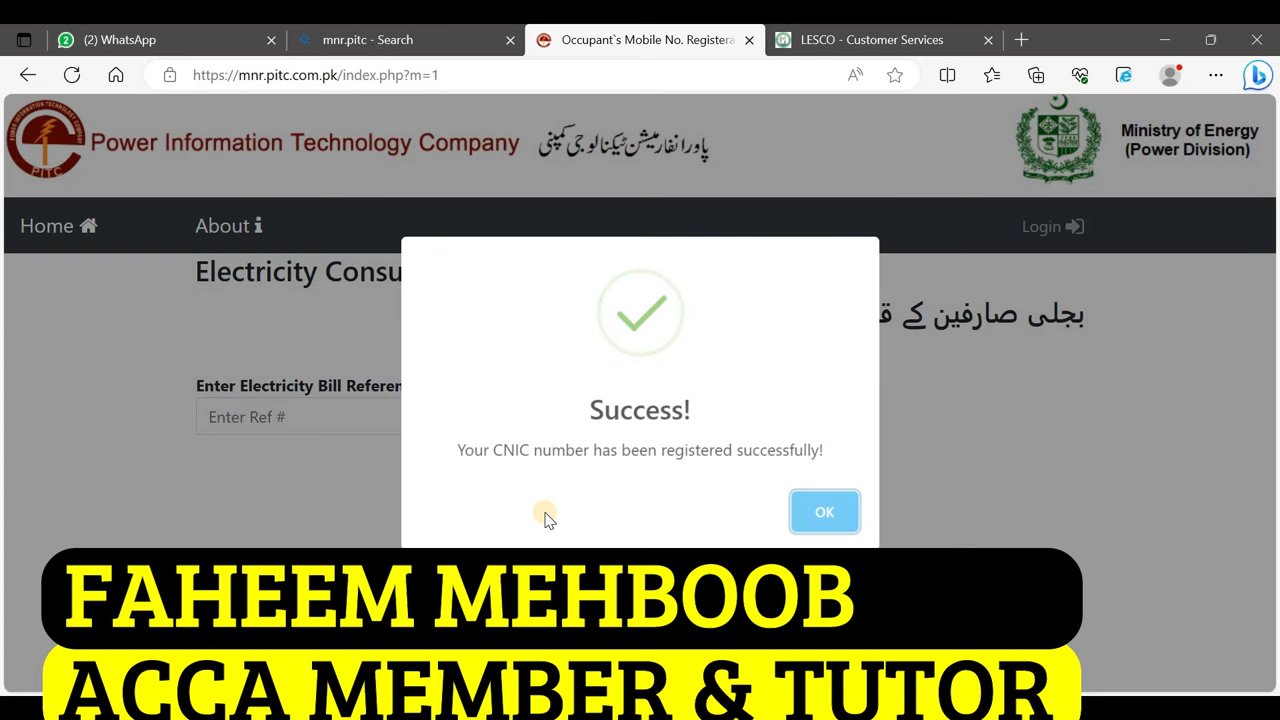 (2) WhatsApp
mnr.pitc - Search
Occupant`s Mobile No. Registera
LESCO - Customer Services
https://mnr.pitc.com.pk/index.php?m=1
PITC
Power Information Technology Company
پاور انفارمیشن ٹیکنالوجی کمپنی
Ministry of Energy
(Power Division)
Home
About
Login
Electricity Consu
بجلی صارفین کے ق
Enter Electricity Bill Referen
Enter Ref #
Success!
Your CNIC number has been registered successfully!
OK
FAHEEM MEHBOOB
ACCA MEMBER & TUTOR